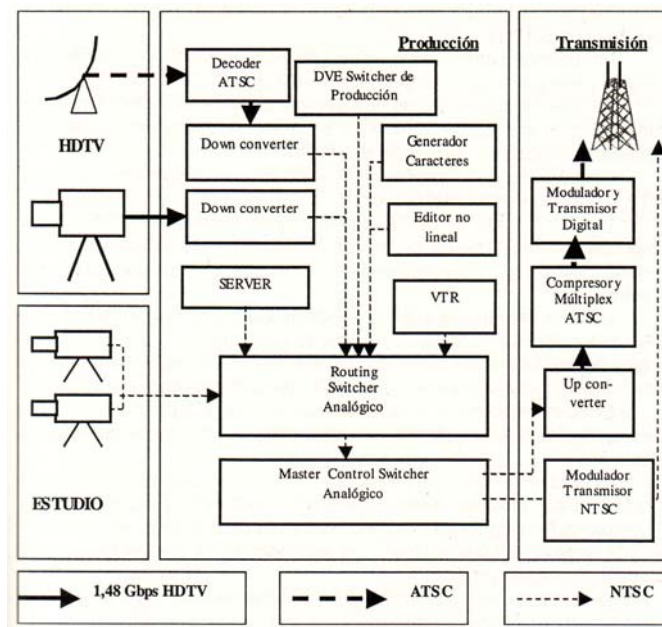 Producción
Transmisión
Decoder
ATSC
DVE Switcher de
Producción
HDTV
Down converter
Generador
Caracteres
Down converter
Editor no
lineal
Modulador y
Transmisor
Digital
SERVER
VTR
Compresor y
Múltiplex
ATSC
Routing
Switcher
Analógico
Up con-
verter
ESTUDIO
Master Control Switcher
Analógico
Modulador
Transmisor
NTSC
1,48 Gbps HDTV
ATSC
NTSC